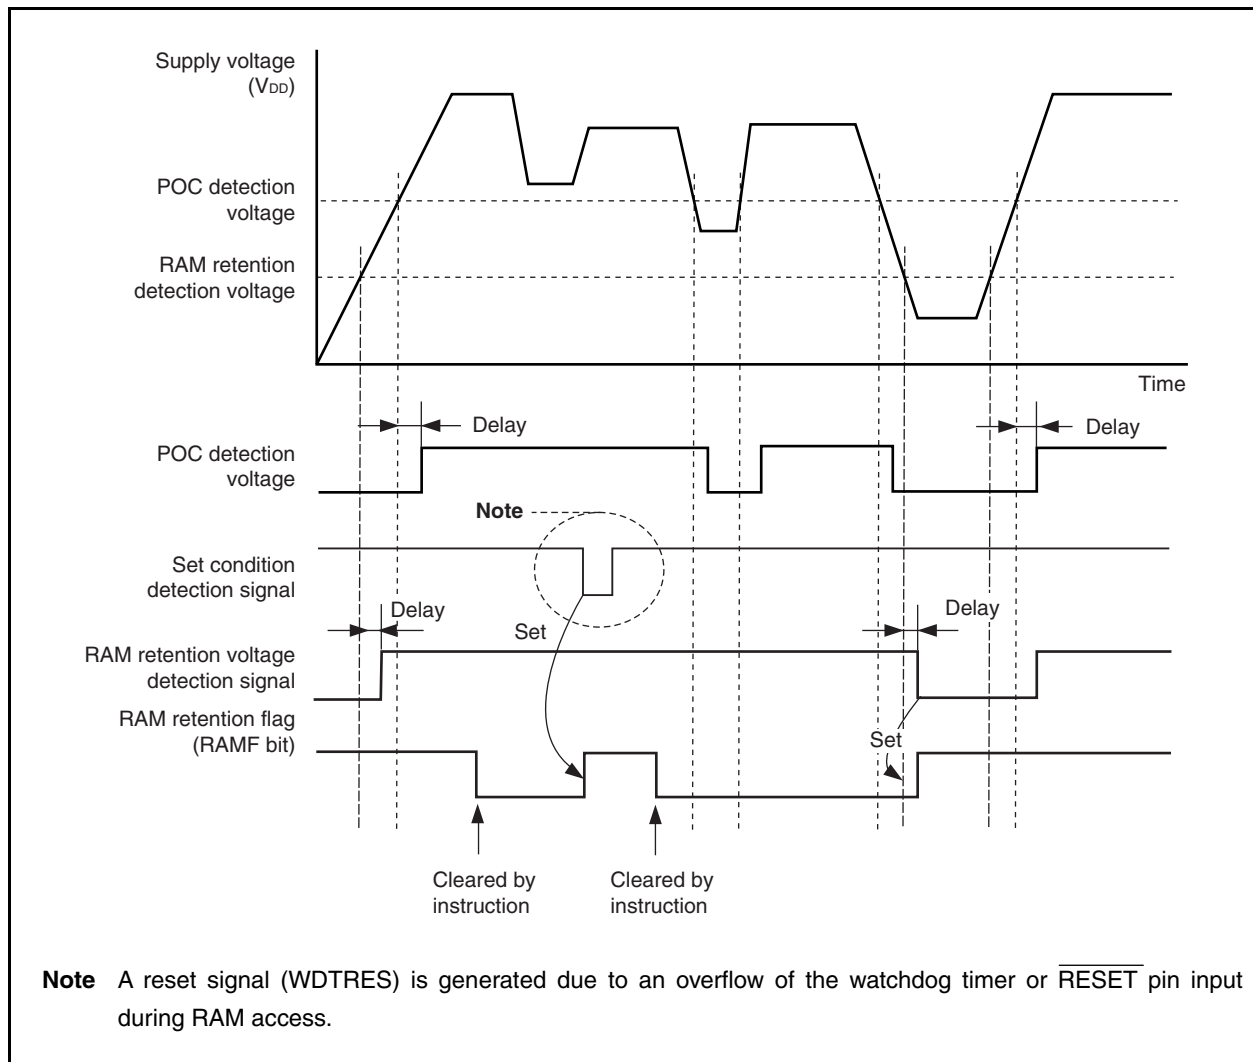 Supply voltage
(VDD)
POC detection
voltage
RAM retention
detection voltage
Time
Delay
Delay
POC detection
voltage
Note
Set condition
detection signal
Delay
Delay
Set
RAM retention voltage
detection signal
RAM retention flag
(RAMF bit)
Set
Cleared by
instruction
Cleared by
instruction
Note A reset signal (WDTRES) is generated due to an overflow of the watchdog timer or RESET pin input
during RAM access.